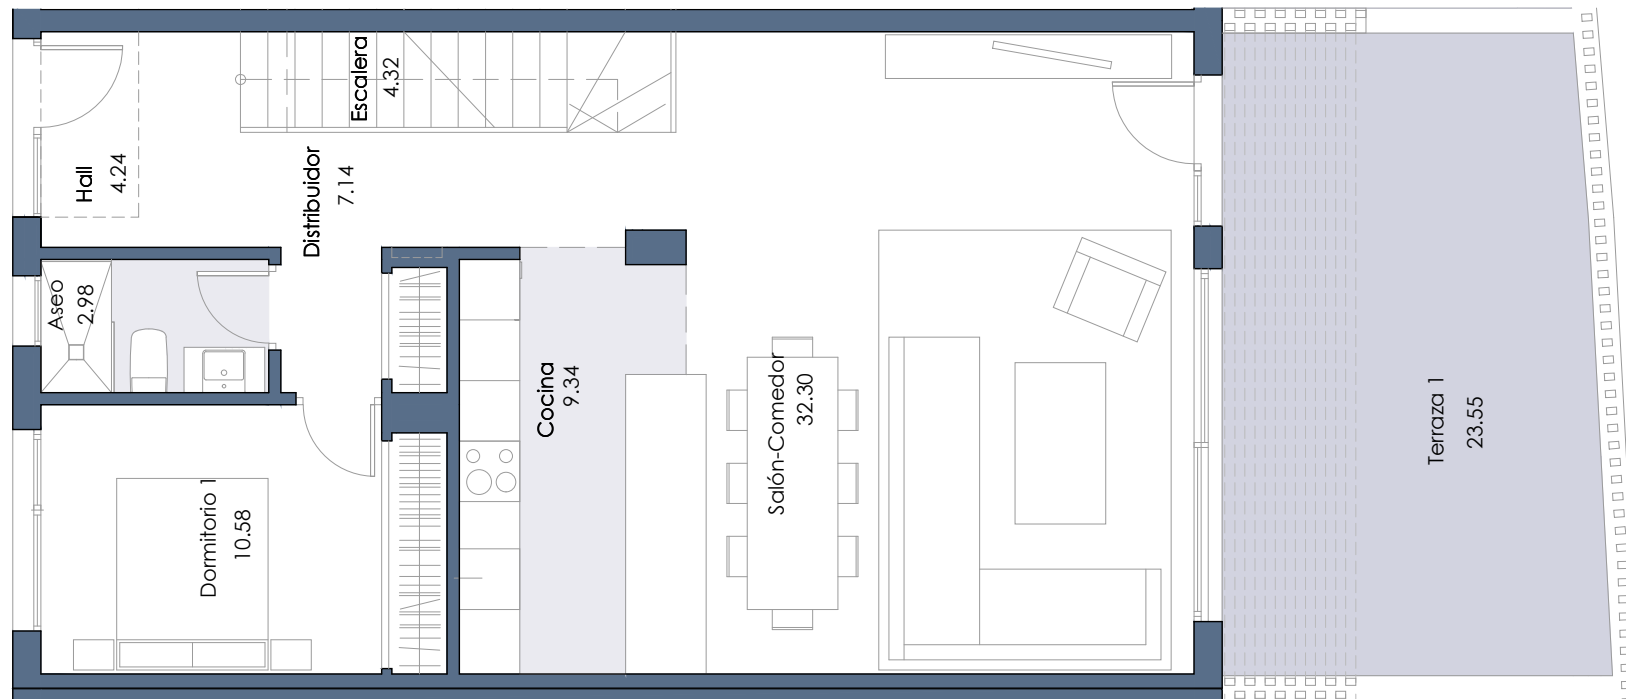 Hall
4.24
Escalera
4.32
Distribuidor
7.14
Aseo
2.98
Dormitorio 1
10.58
Cocina
9.34
Salón-Comedor
32.30
Terraza 1
23.55